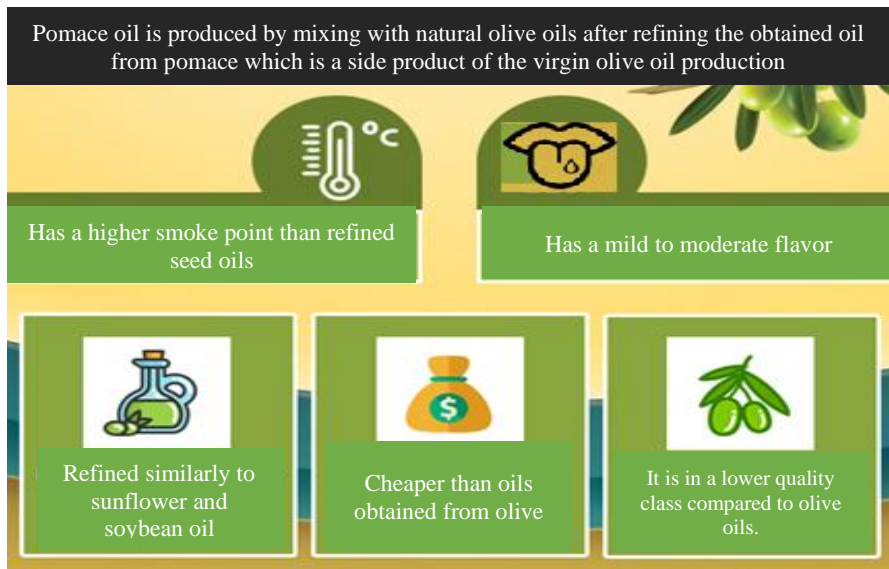 Pomace oil is produced by mixing with natural olive oils after refining the obtained oil
from pomace which is a side product of the virgin olive oil production
°C
Has a higher smoke point than refined
seed oils
Has a mild to moderate flavor
Refined similarly to
sunflower and
soybean oil
$
Cheaper than oils
obtained from olive
It is in a lower quality
class compared to olive
oils.